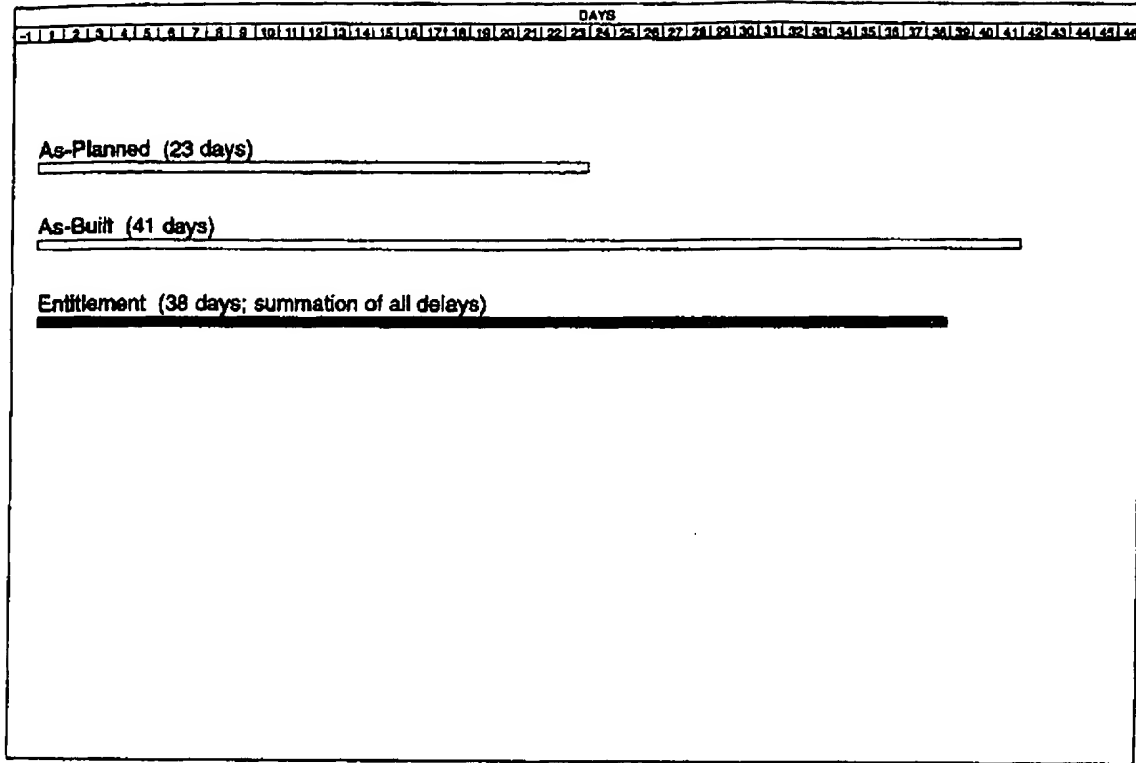 DAYS
-1 1 2 3 4 5 6 7 8 9 10 11 12 13 14 15 16 17 18 19 20 21 22 23 24 25 26 27 28 29 30 31 32 33 34 35 36 37 38 39 40 41 42 43 44 45 46
As-Planned (23 days)
As-Built (41 days)
Entitlement (38 days; summation of all delays)